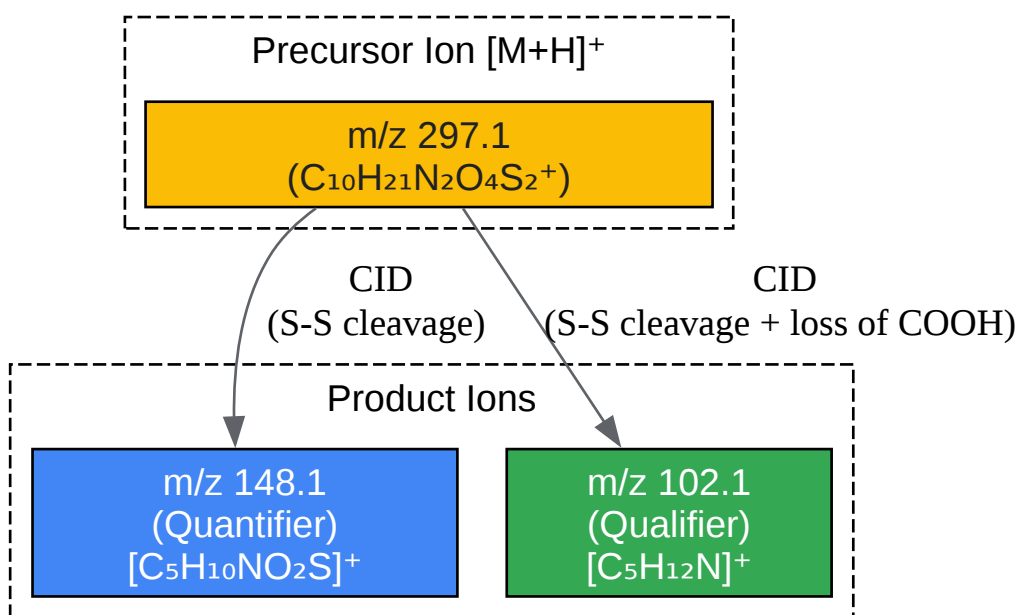 Precursor Ion [M+H]⁺
m/z 297.1
(C₁₀H₂₁N₂O₄S₂⁺)
CID
(S-S cleavage)
CID
(S-S cleavage + loss of COOH)
Product Ions
m/z 148.1
(Quantifier)
[C₅H₁₀NO₂S]⁺
m/z 102.1
(Qualifier)
[C₅H₁₂N]⁺